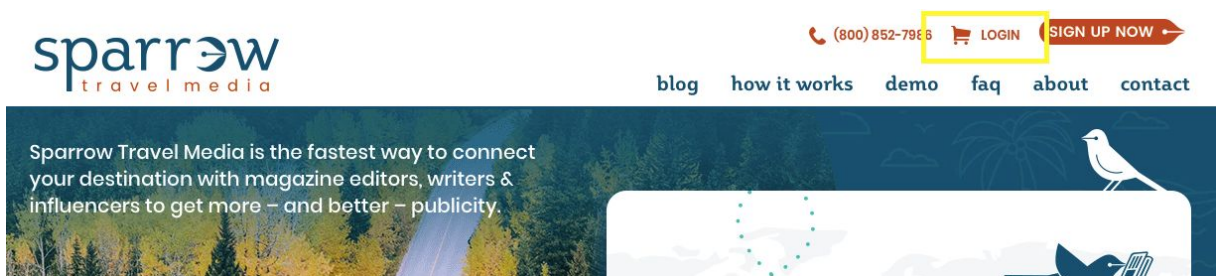 sparrow
travel media
(800) 852-7986 LOGIN SIGN UP NOW
blog how it works demo faq about contact
Sparrow Travel Media is the fastest way to connect
your destination with magazine editors, writers &
influencers to get more – and better – publicity.